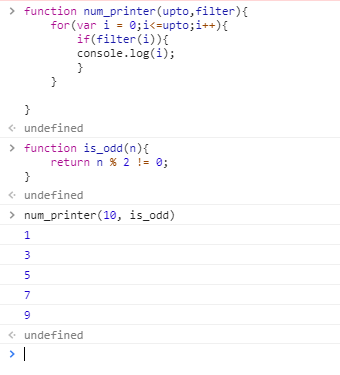 > function num_printer(upto,filter){
for(var i = 0;i<=upto;i++){
if(filter(i)){
console.log(i);
}
}
}
undefined
> function is_odd(n){
return n % 2 != 0;
}
undefined
> num_printer(10, is_odd)
1
3
5
7
9
undefined
>